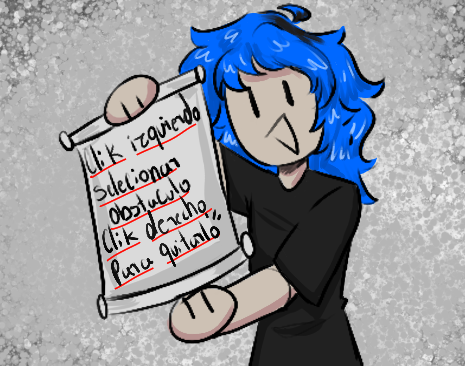 Clik izquierdo
Selecionar
obstaculo
Clik derecho
Para quitarlo"